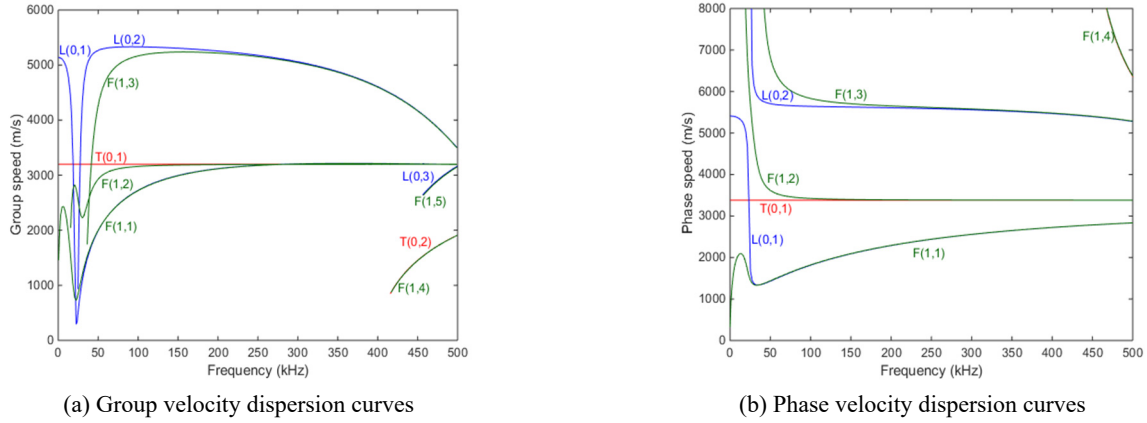 6000
5000
4000
3000
2000
1000
0
Group speed (m/s)
L(0,1)
L(0,2)
F(1,3)
T(0,1)
F(1,2)
F(1,1)
L(0,3)
F(1,5)
T(0,2)
F(1,4)
0 50 100 150 200 250 300 350 400 450 500
Frequency (kHz)
(a) Group velocity dispersion curves
8000
7000
6000
5000
4000
3000
2000
1000
0
Phase speed (m/s)
F(1,4)
L(0,2)
F(1,3)
F(1,2)
T(0,1)
L(0,1)
F(1,1)
0 50 100 150 200 250 300 350 400 450 500
Frequency (kHz)
(b) Phase velocity dispersion curves